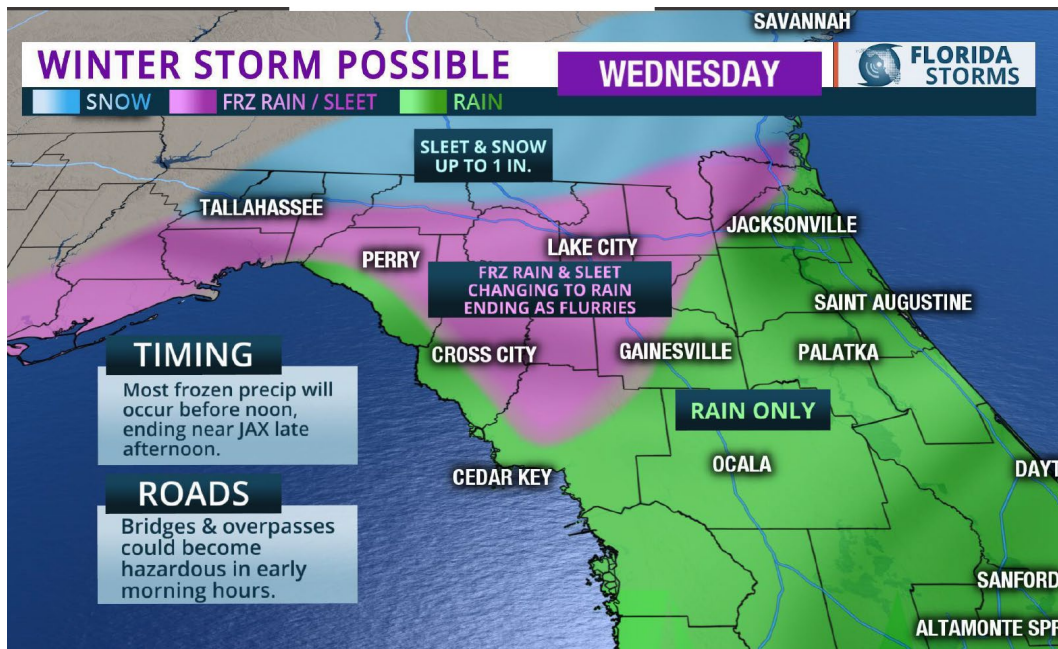 SAVANNAH
WINTER STORM POSSIBLE
WEDNESDAY
FLORIDA
STORMS
SNOW
FRZ RAIN / SLEET
RAIN
SLEET & SNOW
UP TO 1 IN.
TALLAHASSEE
JACKSONVILLE
LAKE CITY
PERRY
FRZ RAIN & SLEET
CHANGING TO RAIN
ENDING AS FLURRIES
SAINT AUGUSTINE
TIMING
Most frozen precip will
occur before noon,
ending near JAX late
afternoon.
CROSS CITY
GAINESVILLE
PALATKA
RAIN ONLY
OCALA
CEDAR KEY
DAYT
ROADS
Bridges & overpasses
could become
hazardous in early
morning hours.
SANFORD
ALTAMONTE SPF